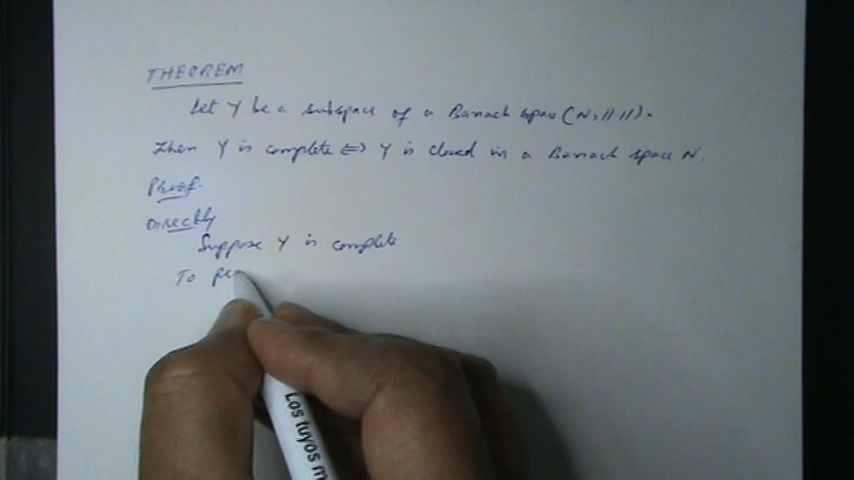 THEOREM
Let Y be a subspace of a Banach space (N, || ||).
Then Y is complete ⇔ Y is closed in a Banach space N.
Proof.
Directly
Suppose Y is complete
To
Los tuyos m